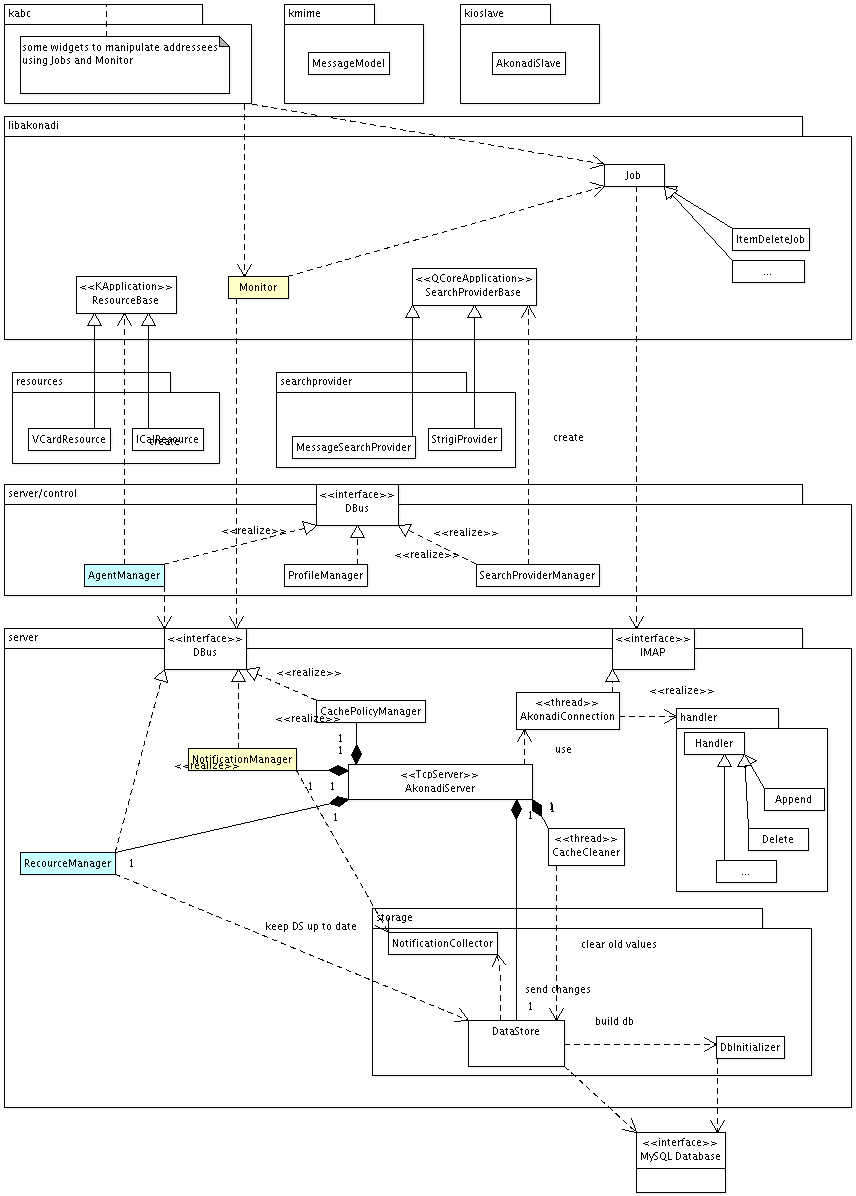 kabc
some widgets to manipulate addressees
using Jobs and Monitor
kmime
MessageModel
kioslave
AkonadiSlave
libakonadi
Job
ItemDeleteJob
...
<<KApplication>>
ResourceBase
Monitor
<<QCoreApplication>>
SearchProviderBase
resources
VCardResource
ICalResource
create
searchprovider
MessageSearchProvider
StrigiProvider
create
server/control
<<interface>>
DBus
<<realize>>
<<realize>>
<<realize>>
AgentManager
ProfileManager
SearchProviderManager
server
<<interface>>
DBus
<<interface>>
IMAP
<<realize>>
CachePolicyManager
<<realize>>
<<thread>>
AkonadiConnection
<<realize>>
handler
Handler
Append
Delete
...
use
1
1
NotificationManager
<<realize>>
1
1
<<TcpServer>>
AkonadiServer
1
1
1
1
<<thread>>
CacheCleaner
RecourceManager
1
keep DS up to date
storage
NotificationCollector
clear old values
send changes
1
DataStore
build db
DbInitializer
<<interface>>
MySQL Database